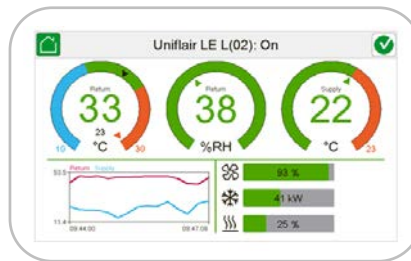 Uniflair LE L(02): On
Return
33
23
°C
10
30
Return
38
%RH
Supply
22
°C
23
Return Supply
53.5
11.4
09:44:00
09:47:06
93 %
41 kW
25 %